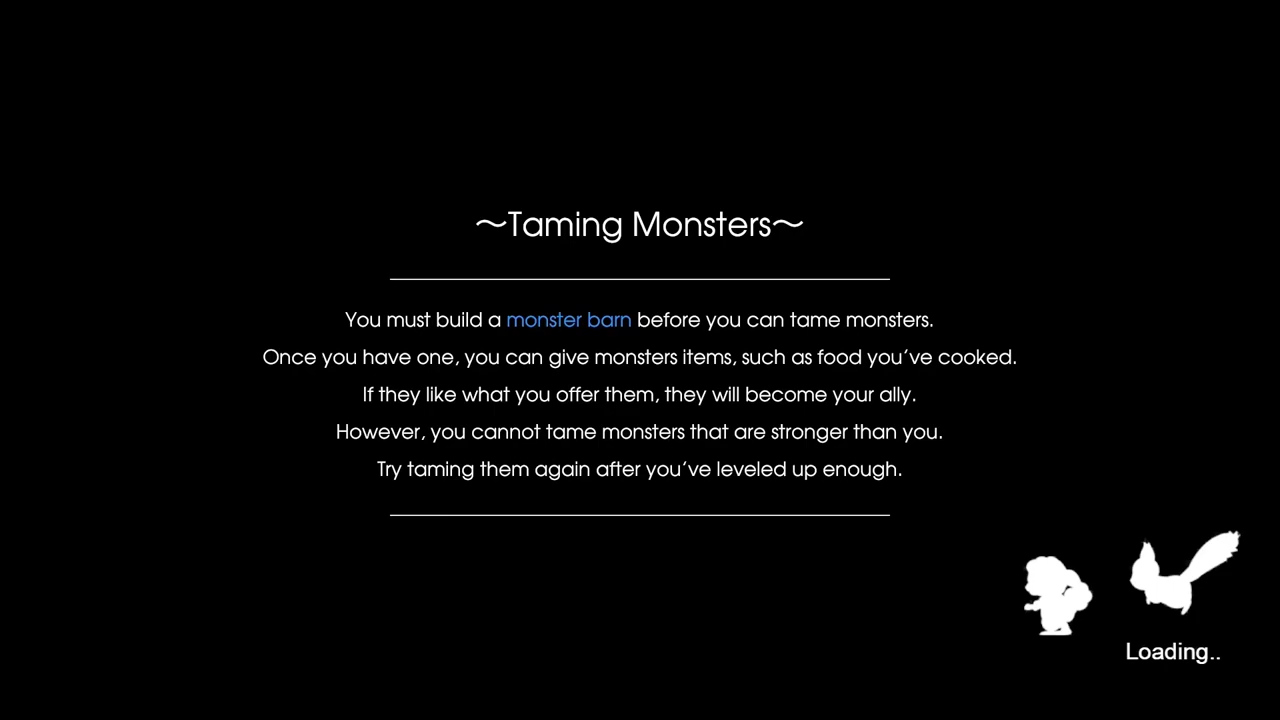 ～Taming Monsters～
You must build a monster barn before you can tame monsters.
Once you have one, you can give monsters items, such as food you've cooked.
If they like what you offer them, they will become your ally.
However, you cannot tame monsters that are stronger than you.
Try taming them again after you've leveled up enough.
Loading..